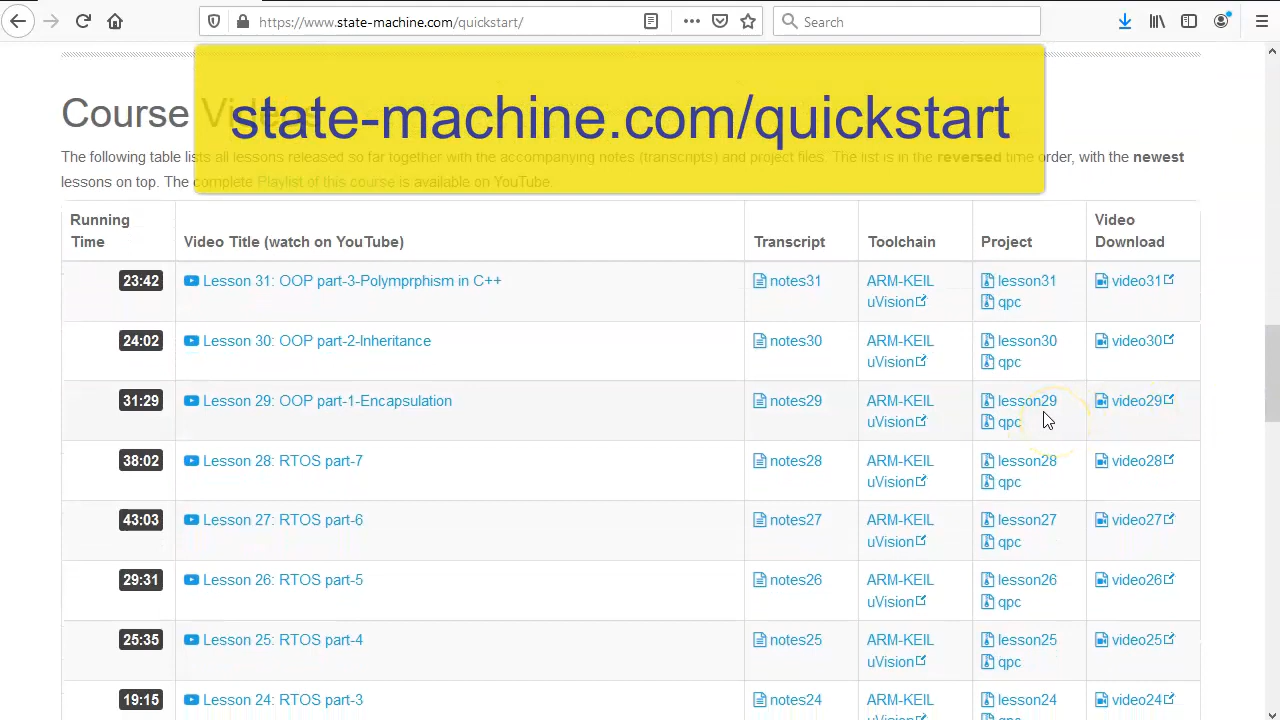 https://www.state-machine.com/quickstart/
Search
state-machine.com/quickstart
Course Videos
The following table lists all lessons released so far together with the accompanying notes (transcripts) and project files. The list is in the reversed time order, with the newest
lessons on top. The complete Playlist of this course is available on YouTube.
Running Time Video Title (watch on YouTube) Transcript Toolchain Project Video Download
23:42 Lesson 31: OOP part-3-Polymprphism in C++ notes31 ARM-KEIL lesson31 video31
uVision qpc
24:02 Lesson 30: OOP part-2-Inheritance notes30 ARM-KEIL lesson30 video30
uVision qpc
31:29 Lesson 29: OOP part-1-Encapsulation notes29 ARM-KEIL lesson29 video29
uVision qpc
38:02 Lesson 28: RTOS part-7 notes28 ARM-KEIL lesson28 video28
uVision qpc
43:03 Lesson 27: RTOS part-6 notes27 ARM-KEIL lesson27 video27
uVision qpc
29:31 Lesson 26: RTOS part-5 notes26 ARM-KEIL lesson26 video26
uVision qpc
25:35 Lesson 25: RTOS part-4 notes25 ARM-KEIL lesson25 video25
uVision qpc
19:15 Lesson 24: RTOS part-3 notes24 ARM-KEIL lesson24 video24